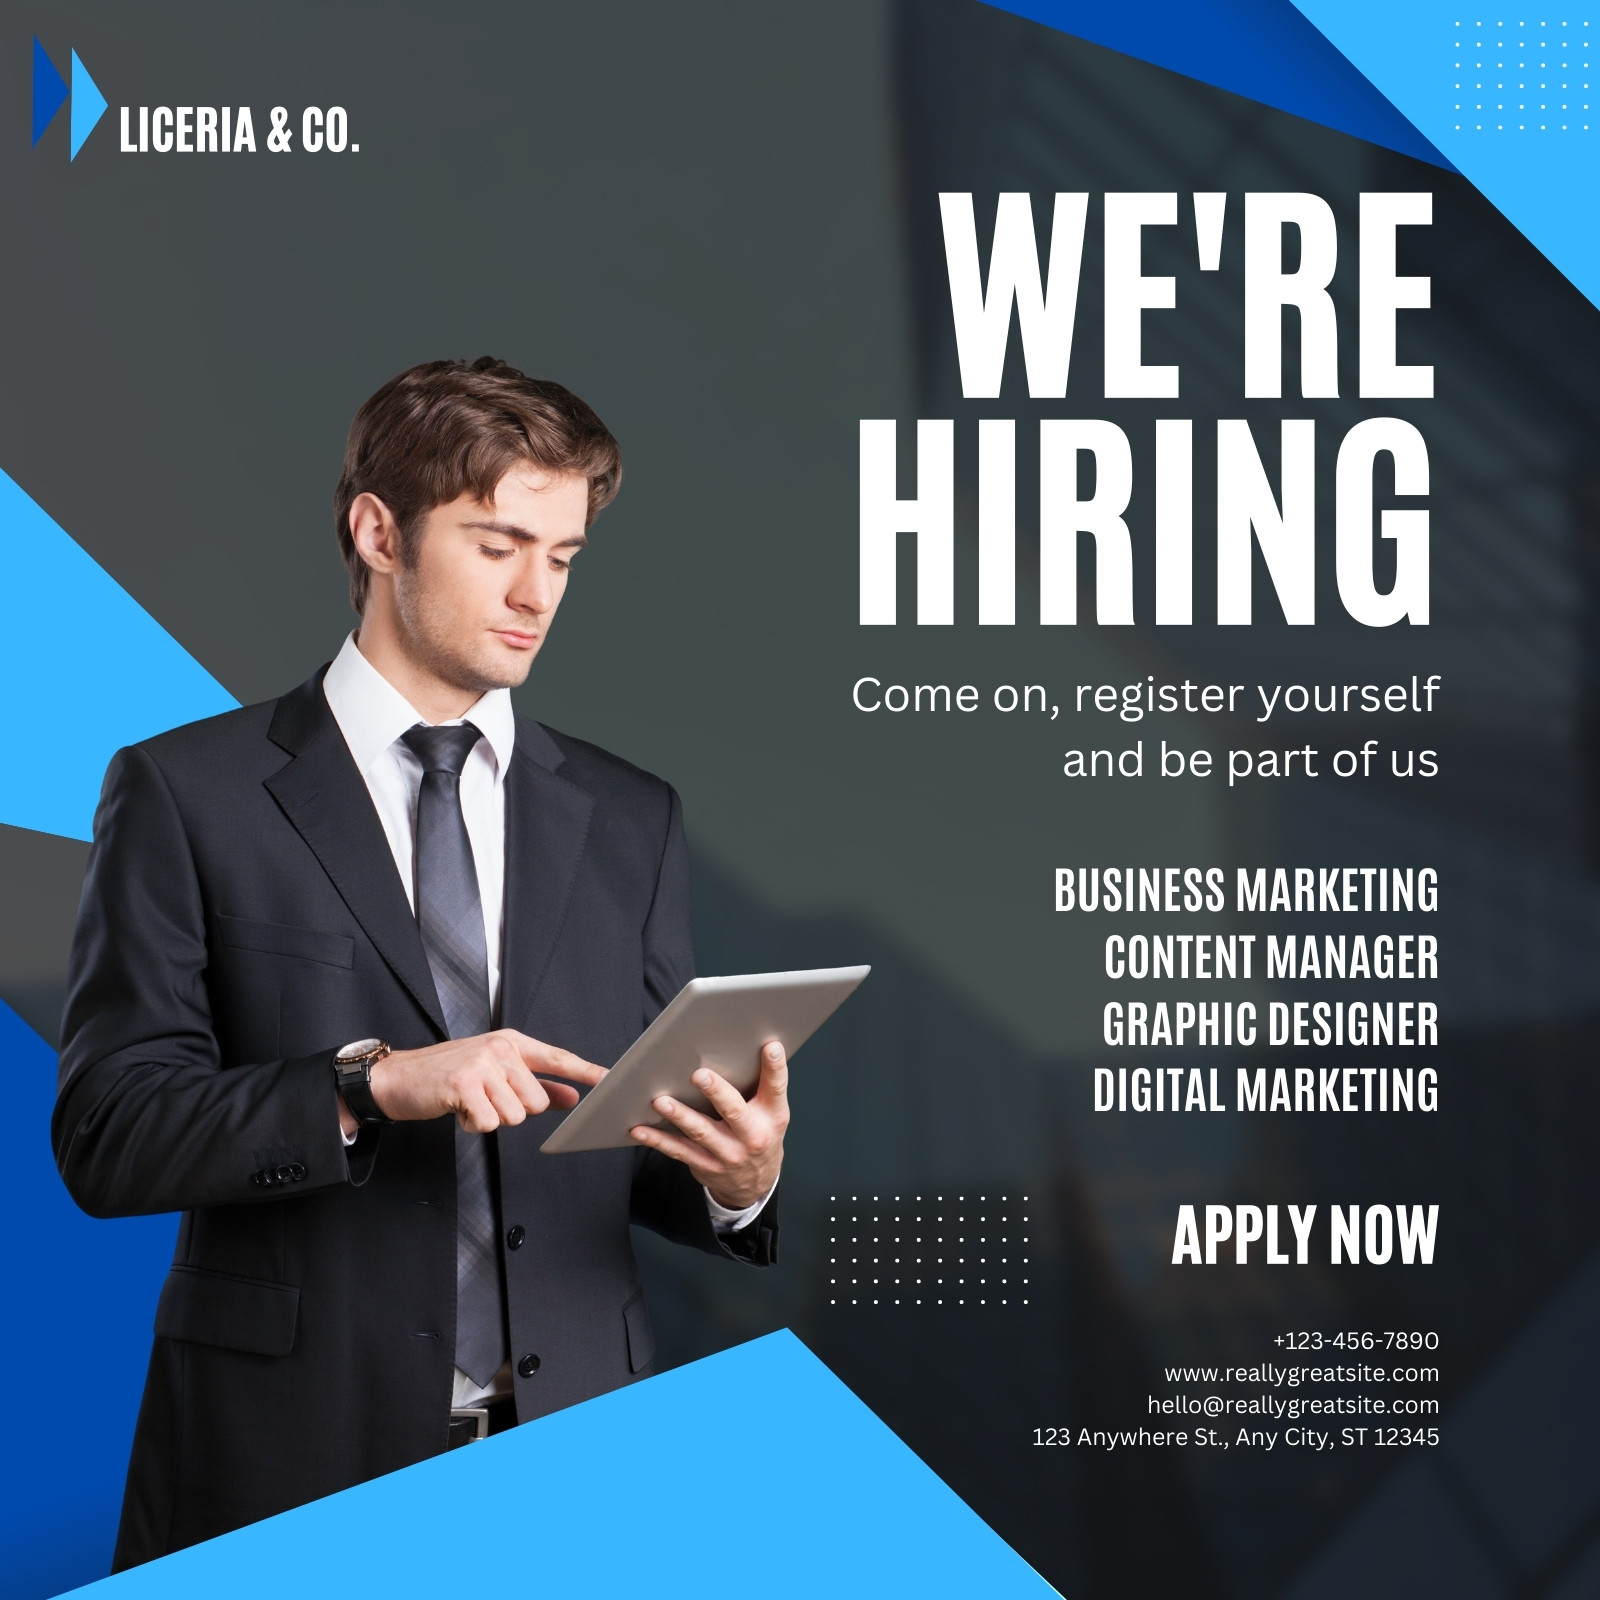 LICERIA & CO.
WE'RE
HIRING
Come on, register yourself
and be part of us
BUSINESS MARKETING
CONTENT MANAGER
GRAPHIC DESIGNER
DIGITAL MARKETING
APPLY NOW
+123-456-7890
www.reallygreatsite.com
hello@reallygreatsite.com
123 Anywhere St., Any City, ST 12345